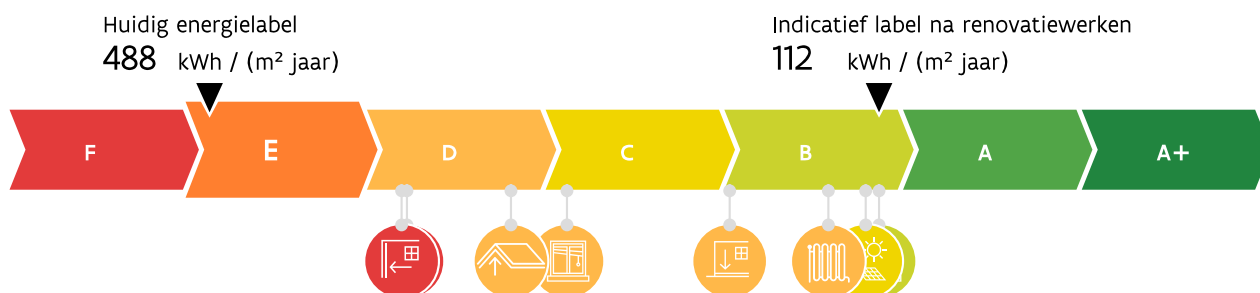 Huidig energielabel
488 kWh / (m² jaar)
Indicatief label na renovatiewerken
112 kWh / (m² jaar)
F E D C B A A+